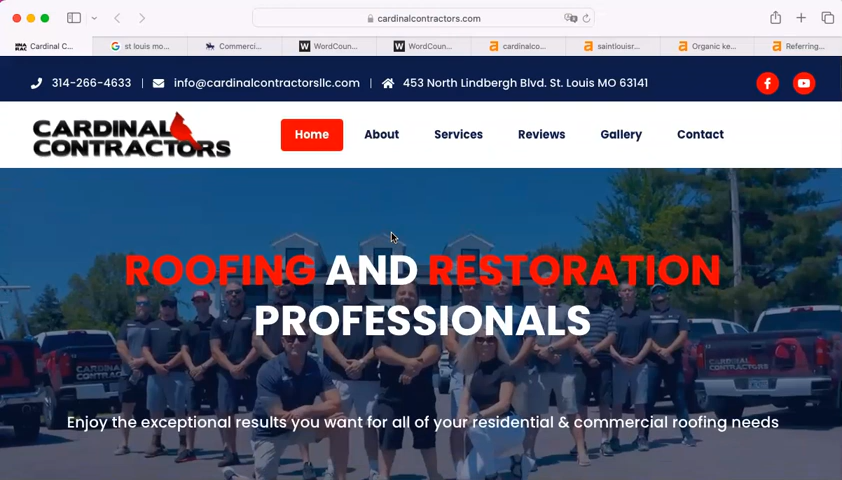 cardinalcontractors.com
Cardinal C...
st louis mo...
Commerci...
WordCoun...
WordCoun...
cardinalco...
saintlouisr...
Organic ke...
Referring...
314-266-4633
info@cardinalcontractorsllc.com
453 North Lindbergh Blvd. St. Louis MO 63141
CARDINAL
CONTRACTORS
Home
About
Services
Reviews
Gallery
Contact
ROOFING AND RESTORATION
PROFESSIONALS
Enjoy the exceptional results you want for all of your residential & commercial roofing needs